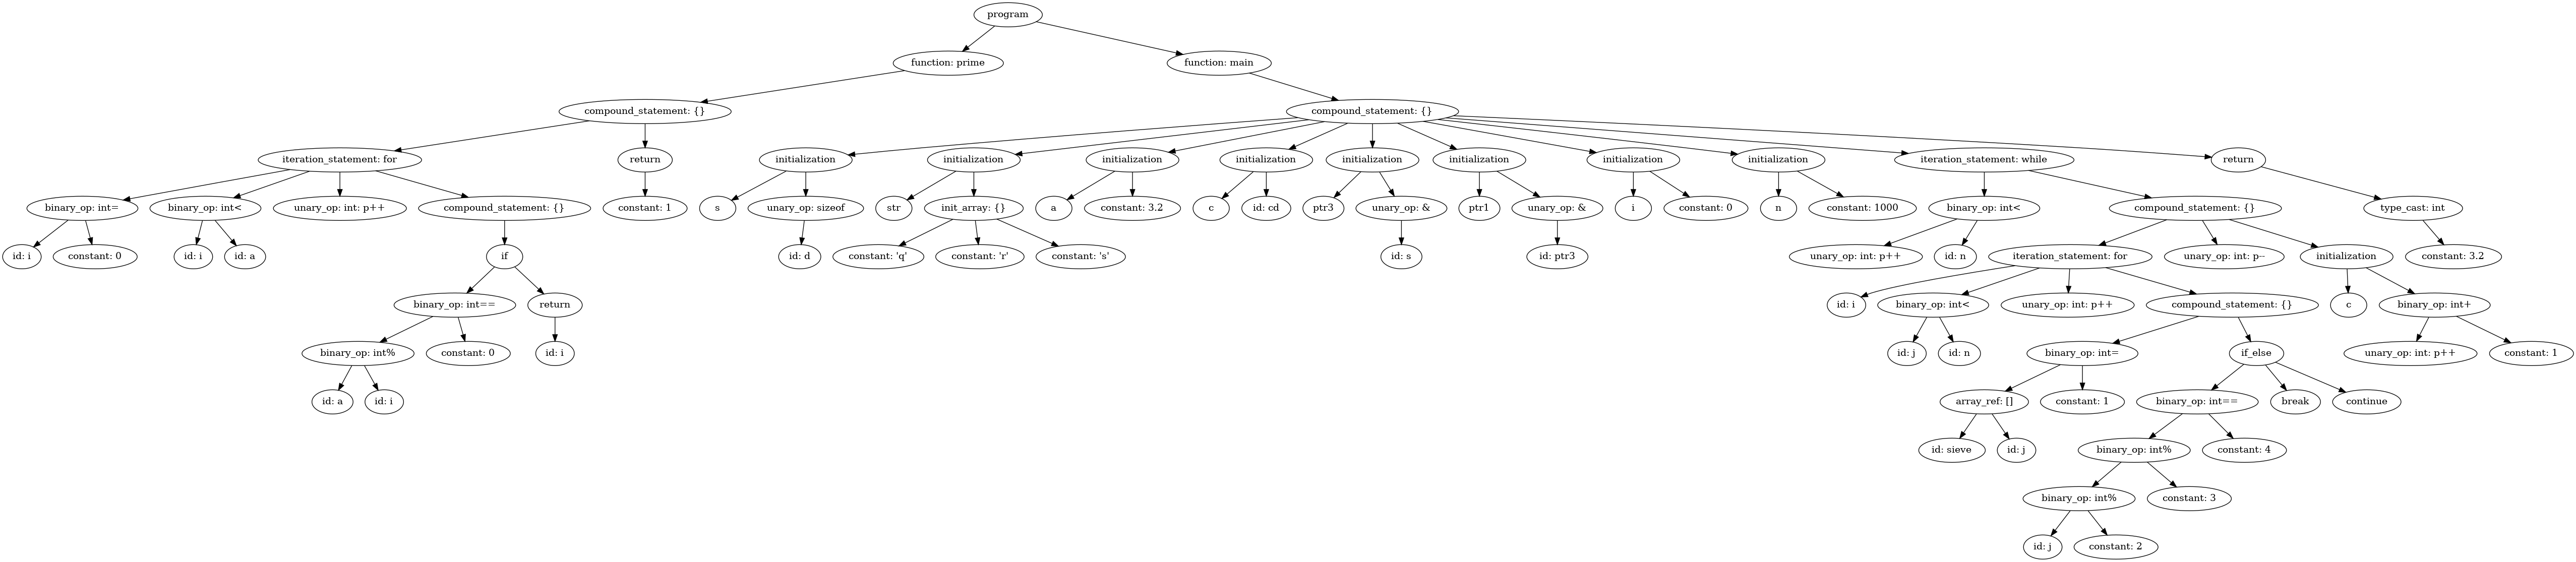 program
function: prime
function: main
compound_statement: {}
compound_statement: {}
iteration_statement: for
return
initialization
initialization
initialization
initialization
initialization
initialization
initialization
initialization
iteration_statement: while
return
binary_op: int=
binary_op: int<
unary_op: int: p++
compound_statement: {}
constant: 1
s
unary_op: sizeof
str
init_array: {}
a
constant: 3.2
c
id: cd
ptr3
unary_op: &
ptr1
unary_op: &
i
constant: 0
n
constant: 1000
binary_op: int<
compound_statement: {}
type_cast: int
id: i
constant: 0
id: i
id: a
if
id: d
constant: 'q'
constant: 'r'
constant: 's'
id: s
id: ptr3
unary_op: int: p++
id: n
iteration_statement: for
unary_op: int: p--
initialization
constant: 3.2
binary_op: int==
return
id: i
binary_op: int<
unary_op: int: p++
compound_statement: {}
c
binary_op: int+
binary_op: int%
constant: 0
id: i
id: j
id: n
binary_op: int=
if_else
unary_op: int: p++
constant: 1
id: a
id: i
array_ref: []
constant: 1
binary_op: int==
break
continue
id: sieve
id: j
binary_op: int%
constant: 4
binary_op: int%
constant: 3
id: j
constant: 2